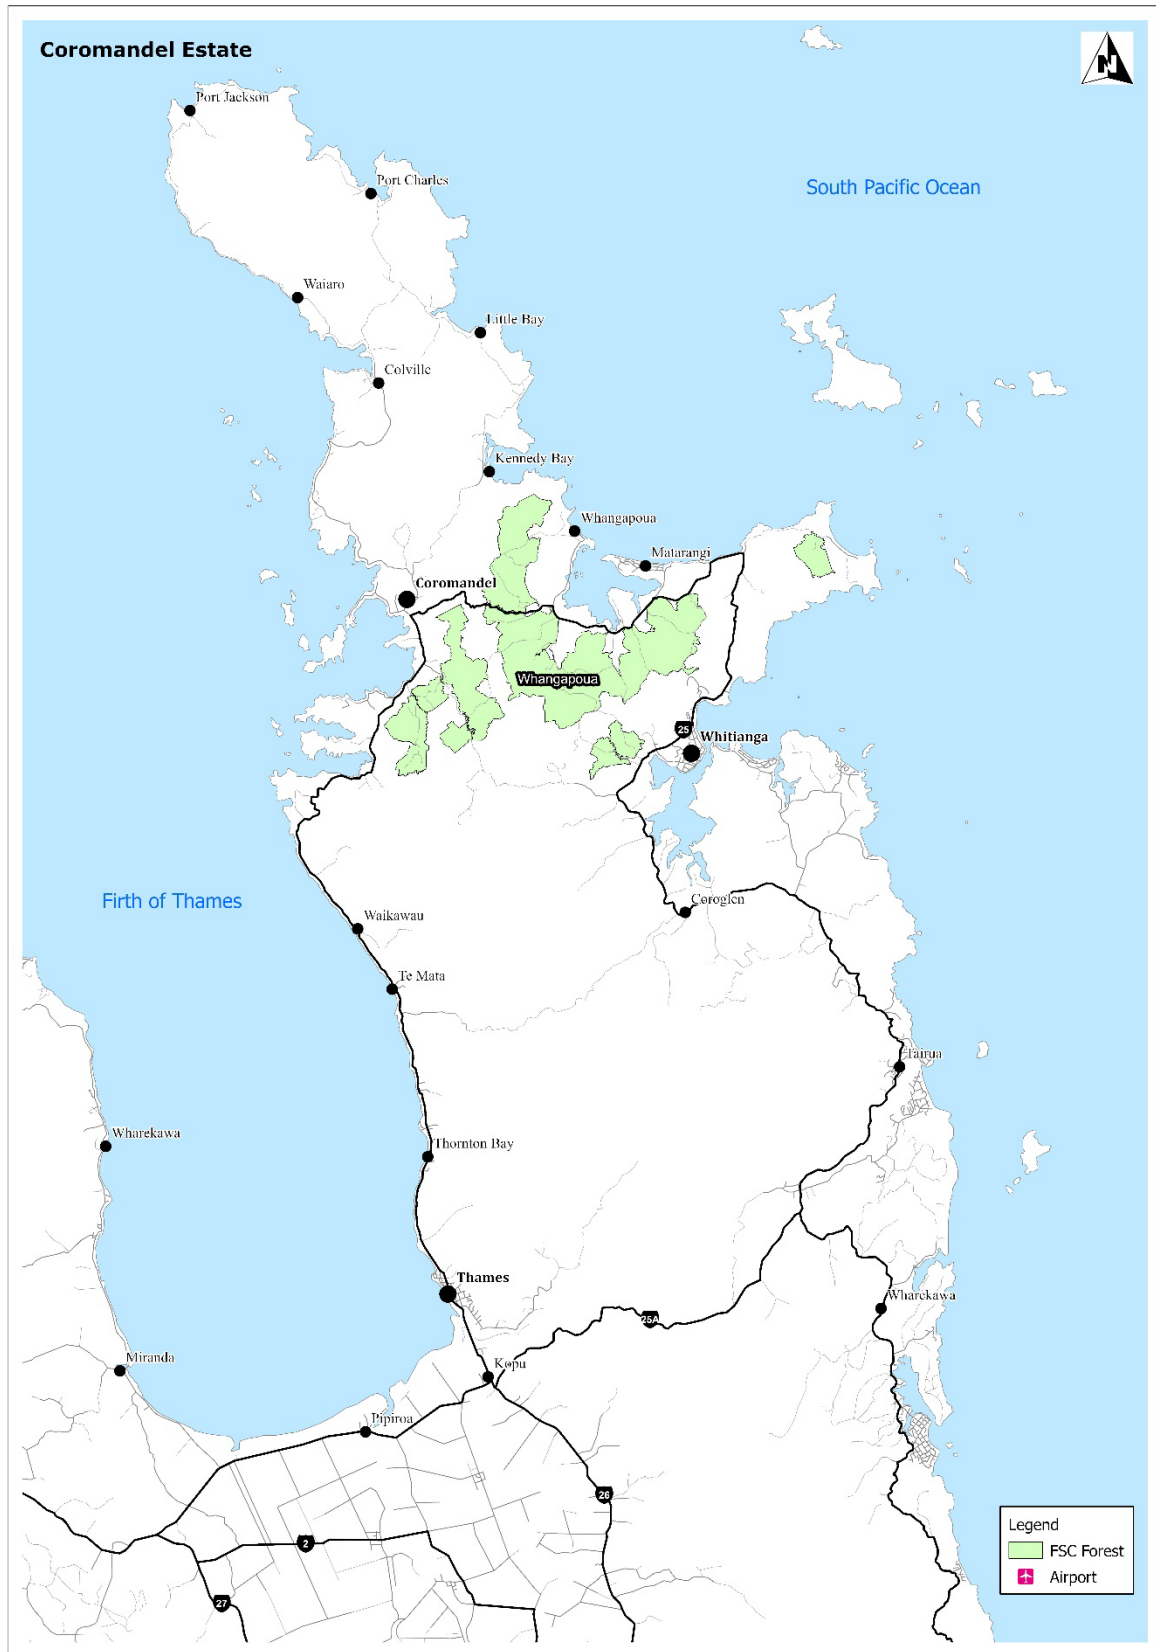 Coromandel Estate
N
Port Jackson
Port Charles
South Pacific Ocean
Waiaro
Little Bay
Colville
Kennedy Bay
Whangapoua
Matarangi
Coromandel
Whangapoua
25
Whitianga
Firth of Thames
Coroglen
Waikawau
Te Mata
Tairua
Wharekawa
Thornton Bay
Thames
Wharekawa
25A
Miranda
Kopu
Pipiroa
26
2
27
Legend
FSC Forest
Airport